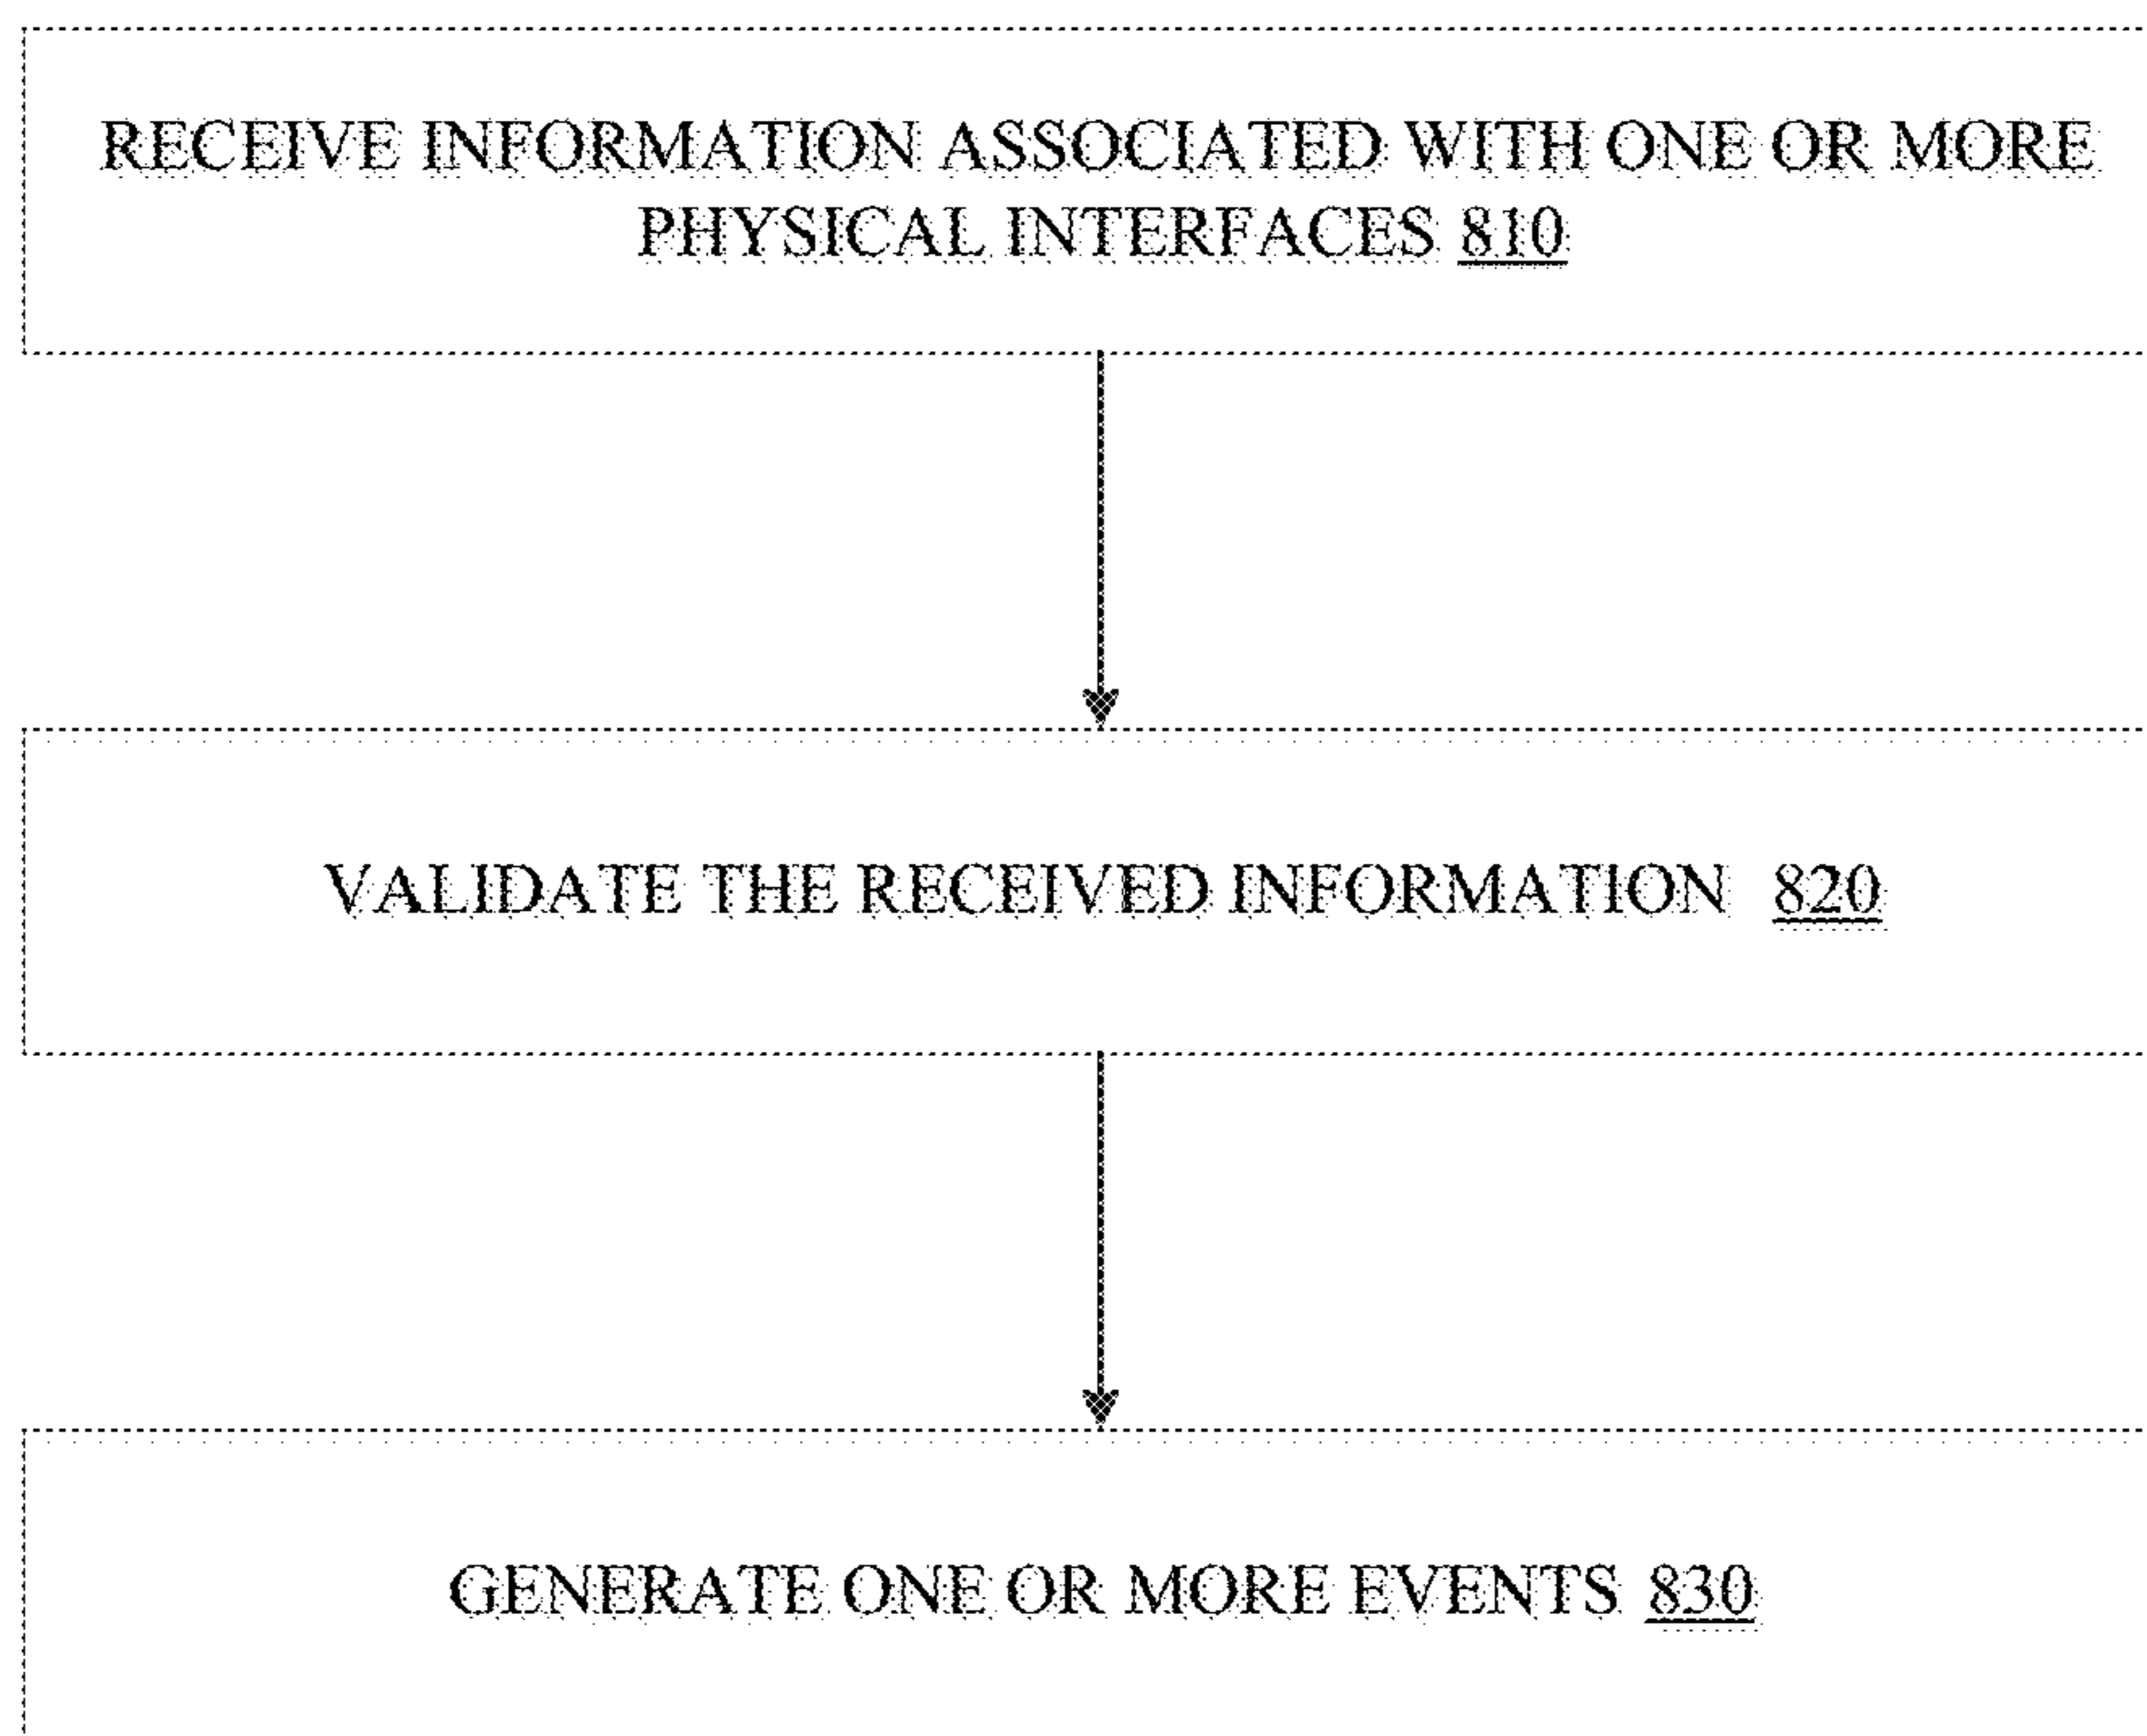 RECEIVE INFORMATION ASSOCIATED WITH ONE OR MORE
PHYSICAL INTERFACES 810
VALIDATE THE RECEIVED INFORMATION 820
GENERATE ONE OR MORE EVENTS 830